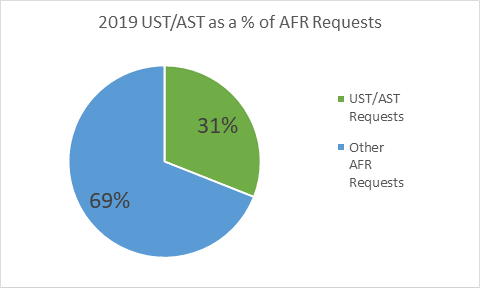 2019 UST/AST as a % of AFR Requests
31%
69%
UST/AST
Requests
Other
AFR
Requests